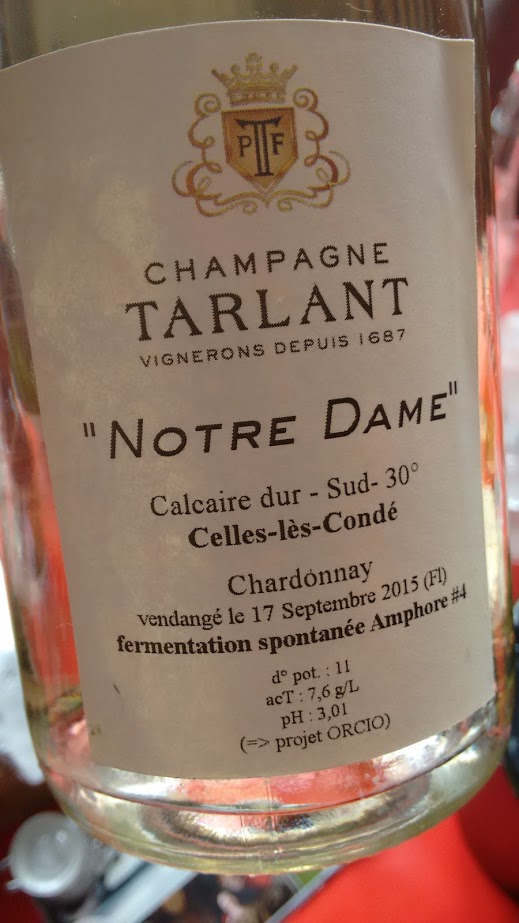 PTF
CHAMPAGNE
TARLANT
VIGNERONS DEPUIS 1687
"NOTRE DAME"
Calcaire dur - Sud- 30°
Celles-lès-Condé
Chardonnay
vendangé le 17 Septembre 2015 (Fl)
fermentation spontanée Amphore #4
d° pot. : 11
acT : 7,6 g/L
pH : 3,01
(=> projet ORCIO)